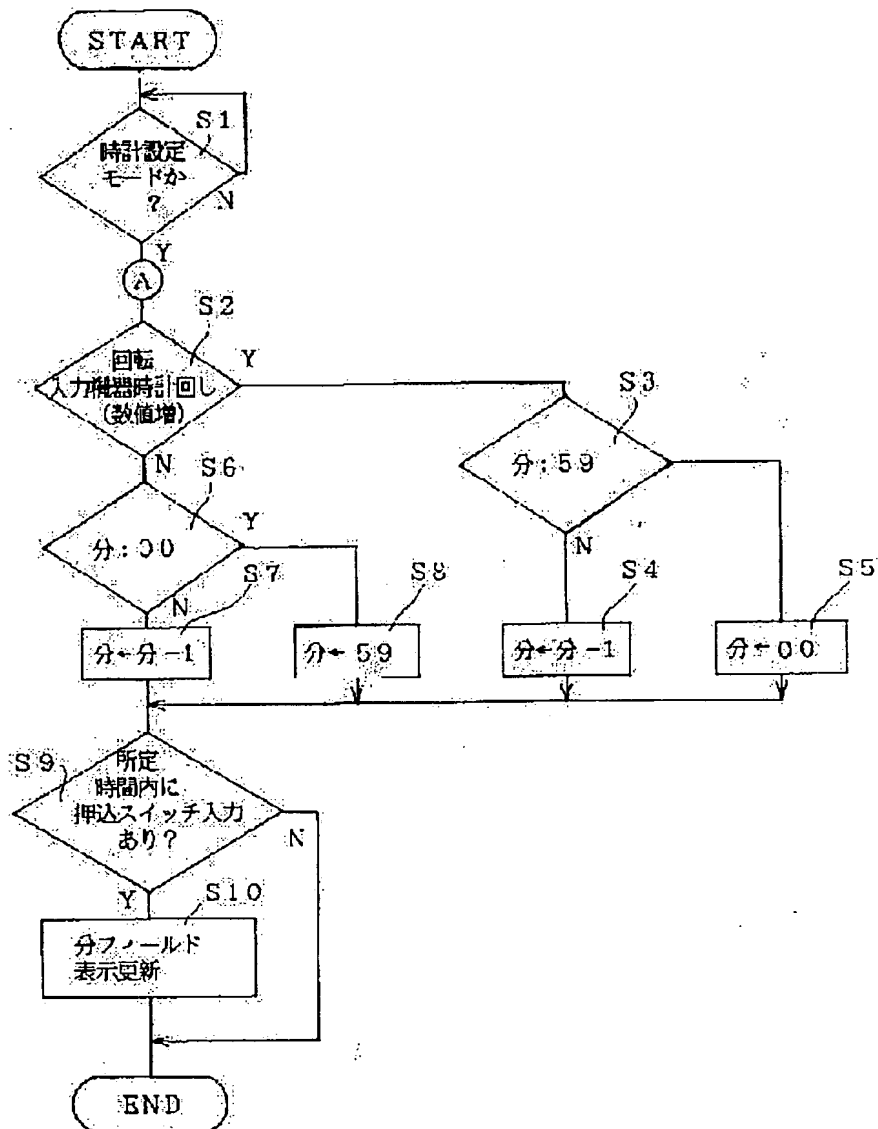 START
S1
時計設定
モードか
?
N
Y
A
S2
回転
入力機器時計回し
(数値増)
Y
N
S3
分:59
N
S6
分:00
Y
N
S7
分←分-1
S8
分←59
S4
分←分-1
S5
分←00
S9
所定
時間内に
押込スイッチ入力
あり?
N
Y
S10
分フィールド
表示更新
END